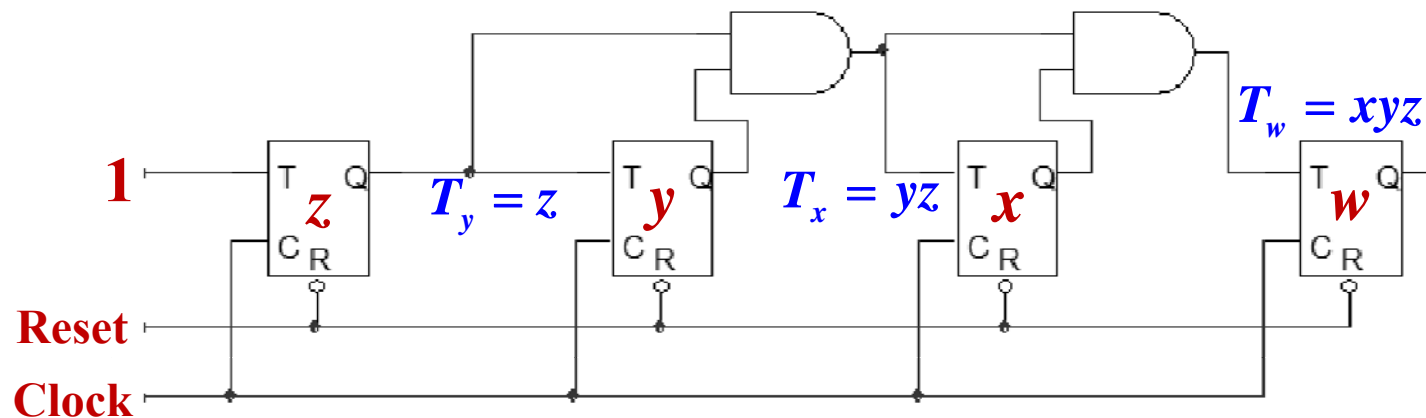 T_w = xyz
1 T Q T_y = z T Q T_x = yz T Q T Q
z y x w
C R C R C R C R
Reset
Clock